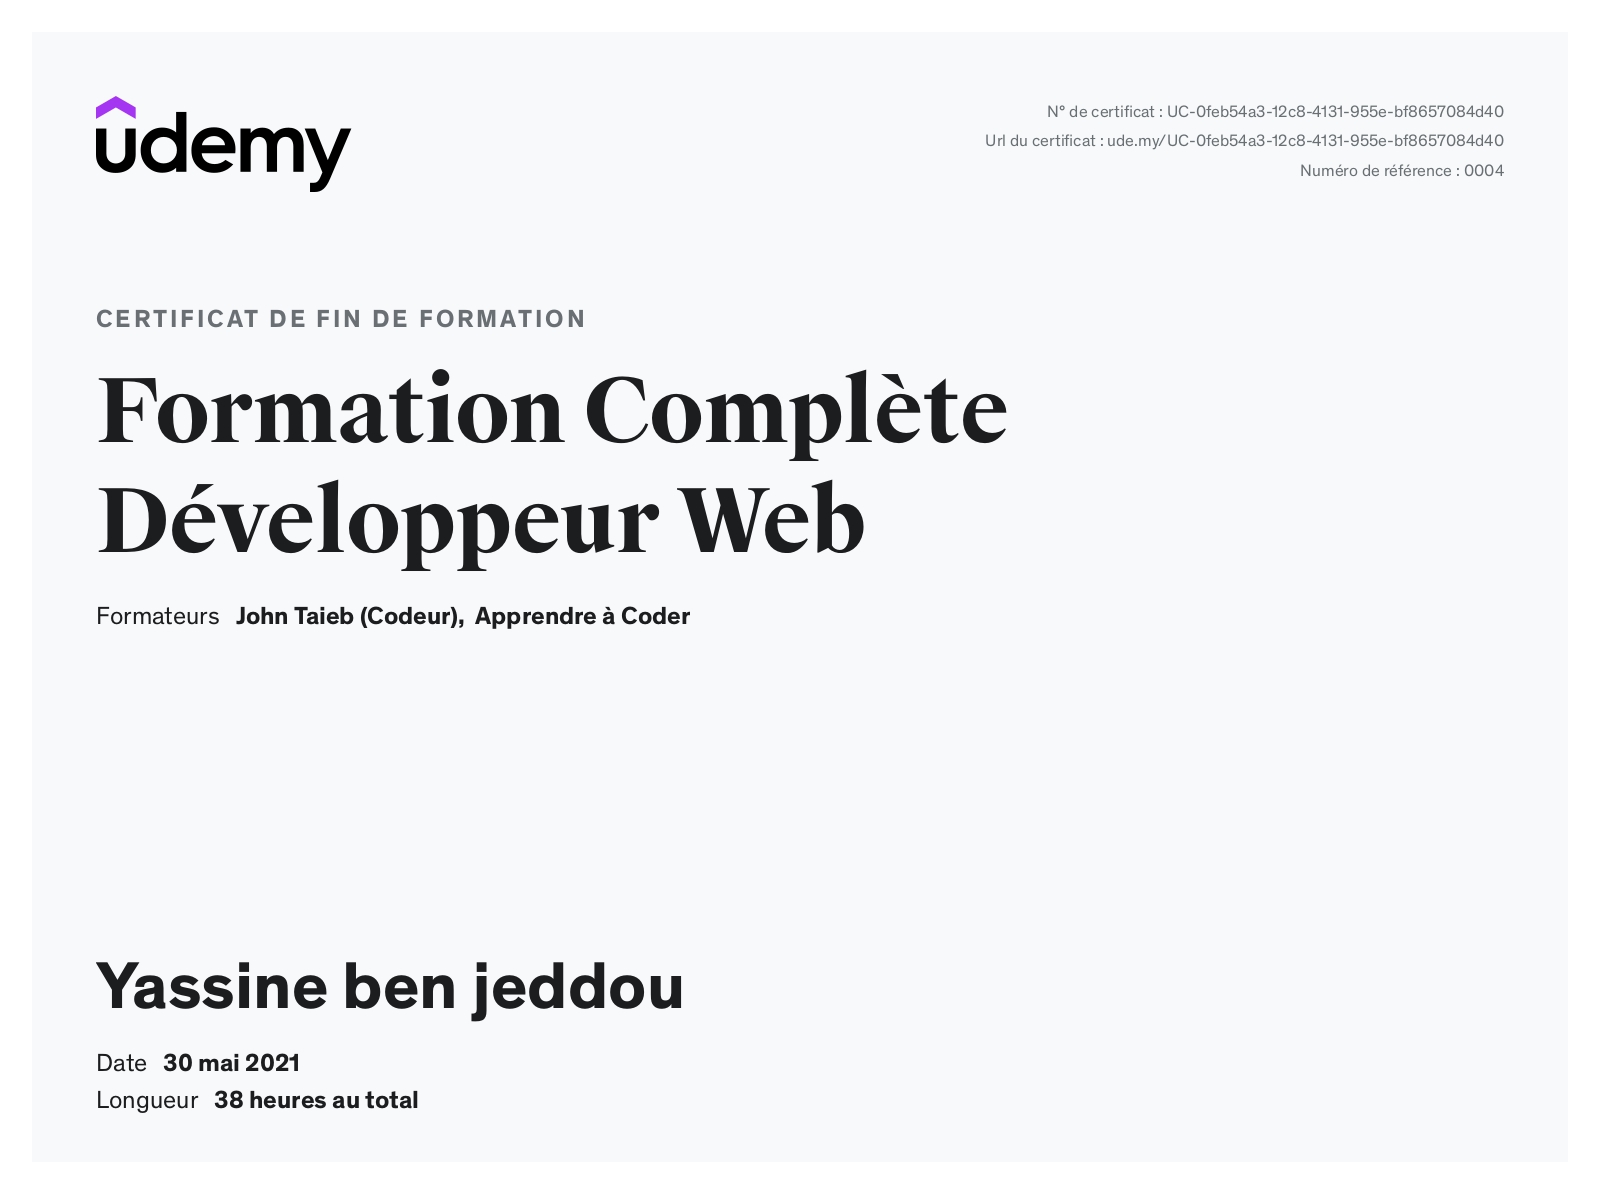 udemy
N° de certificat : UC-0feb54a3-12c8-4131-955e-bf8657084d40
Url du certificat : ude.my/UC-0feb54a3-12c8-4131-955e-bf8657084d40
Numéro de référence : 0004
CERTIFICAT DE FIN DE FORMATION
Formation Complète
Développeur Web
Formateurs John Taieb (Codeur), Apprendre à Coder
Yassine ben jeddou
Date 30 mai 2021
Longueur 38 heures au total